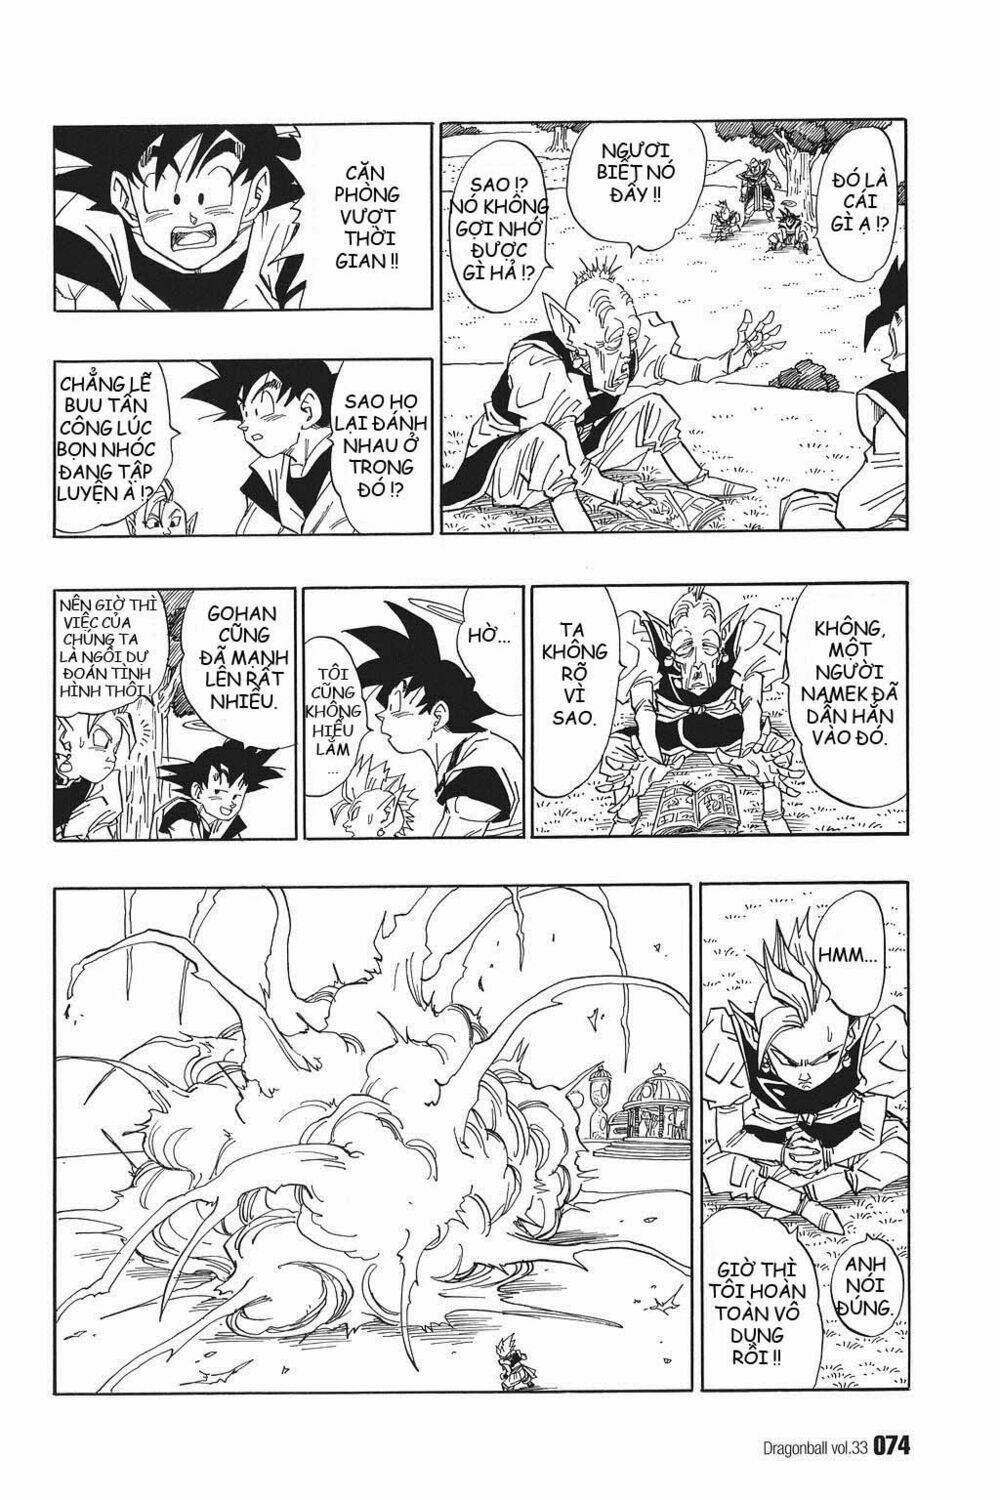 ĐÓ LÀ
CÁI
GÌ Ạ !?
NGƯƠI
BIẾT NÓ
ĐẤY !!
SAO !?
NÓ KHÔNG
GỢI NHỚ
ĐƯỢC
GÌ HẢ !?
CĂN
PHÒNG
VƯỢT
THỜI
GIAN !!
SAO HỌ
LẠI ĐÁNH
NHAU Ở
TRONG
ĐÓ !?
CHẲNG LẼ
BUU TẤN
CÔNG LÚC
BỌN NHÓC
ĐANG TẬP
LUYỆN À !?
KHÔNG,
MỘT
NGƯỜI
NAMEK ĐÃ
DẪN HẮN
VÀO ĐÓ.
TA
KHÔNG
RÕ
VÌ
SAO.
HỜ...
TÔI
CŨNG
KHÔNG
HIỂU
LẮM
...
GOHAN
CŨNG
ĐÃ MẠNH
LÊN RẤT
NHIỀU.
NÊN GIỜ THÌ
VIỆC CỦA
CHÚNG TA
LÀ NGỒI DỰ
ĐOÁN TÌNH
HÌNH THÔI !
HMM...
ANH
NÓI
ĐÚNG.
GIỜ THÌ
TÔI HOÀN
TOÀN VÔ
DỤNG
RỒI !!
Dragonball vol.33 074